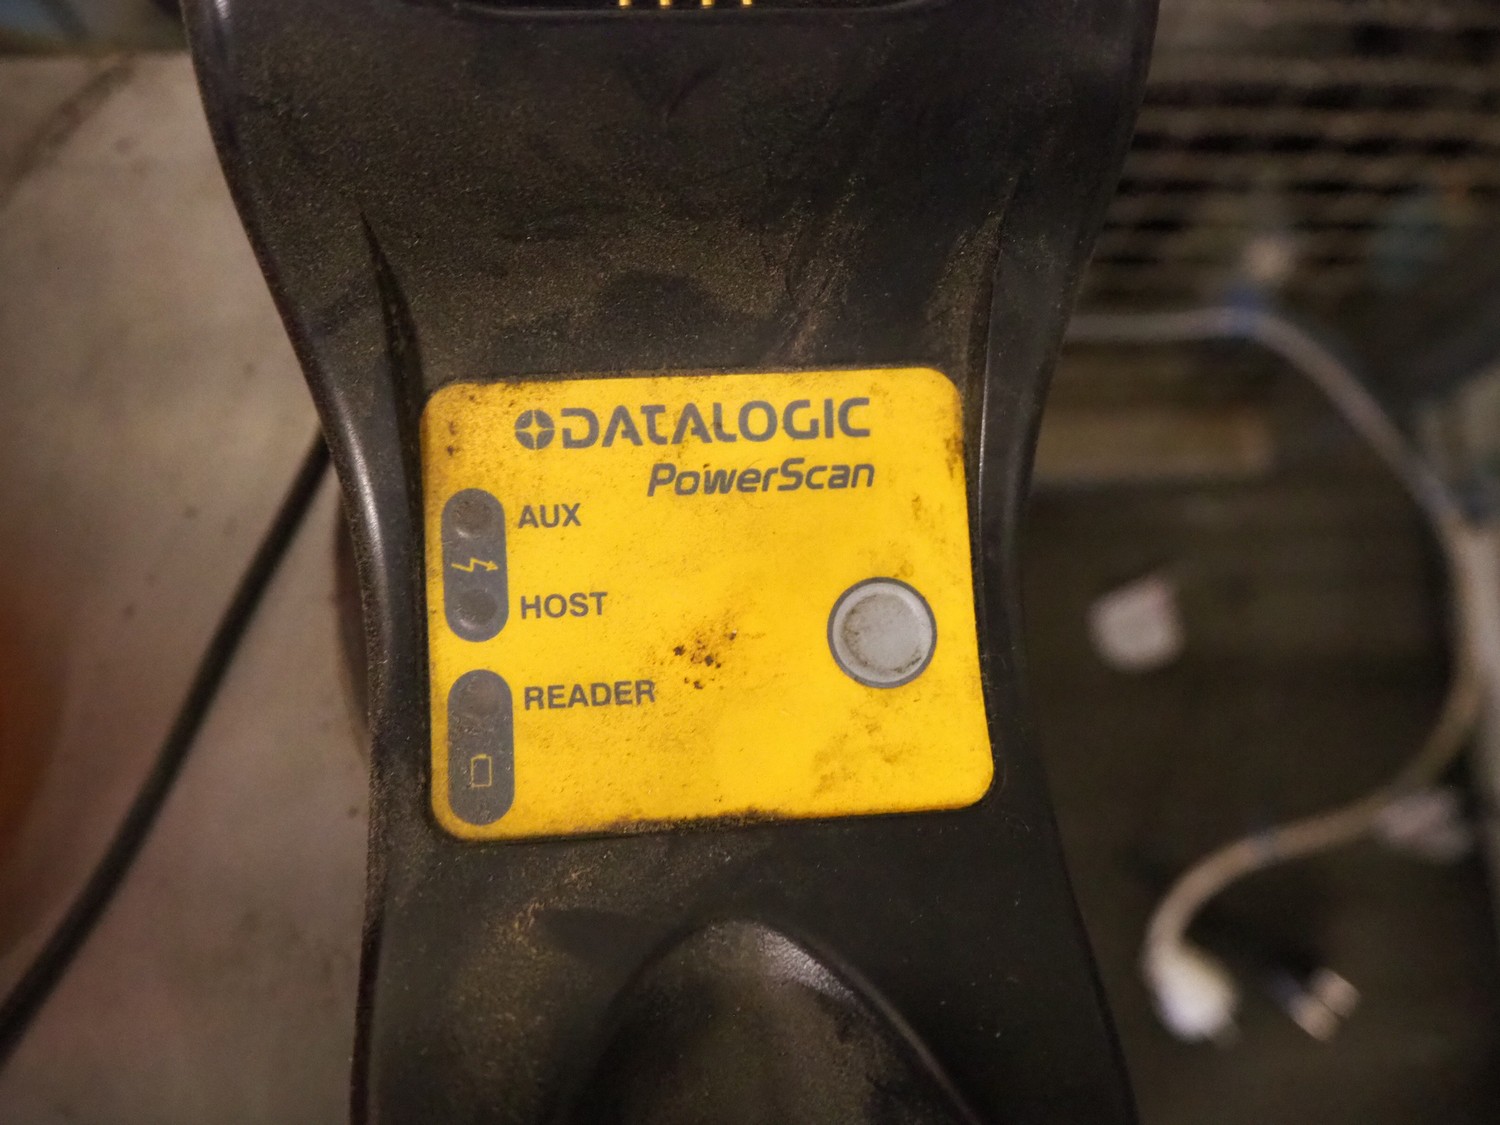 DATALOGIC
PowerScan
AUX
HOST
READER